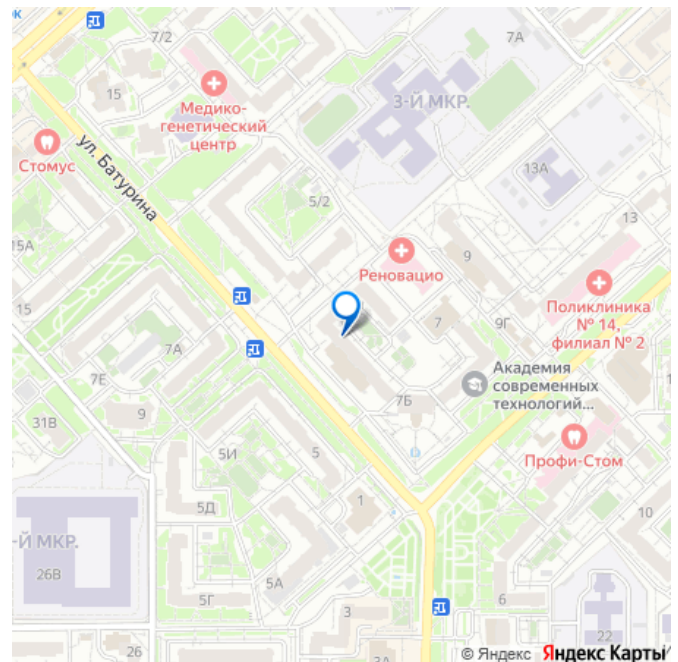 ОК
7/2
7А
15
Медико-
генетический
центр
3-Й МКР.
Стомус
ул. Батурина
13А
5/2
13
15А
Реновацио
9
15
Поликлиника
№ 14,
филиал № 2
7
9Г
7А
Академия
современных
технологий...
7Е
7Б
31В
9
5
Профи-Стом
5И
1
10
5Д
-Й МКР.
26В
5А
5Г
3
6
22
26
3А
© Яндекс Яндекс Карты